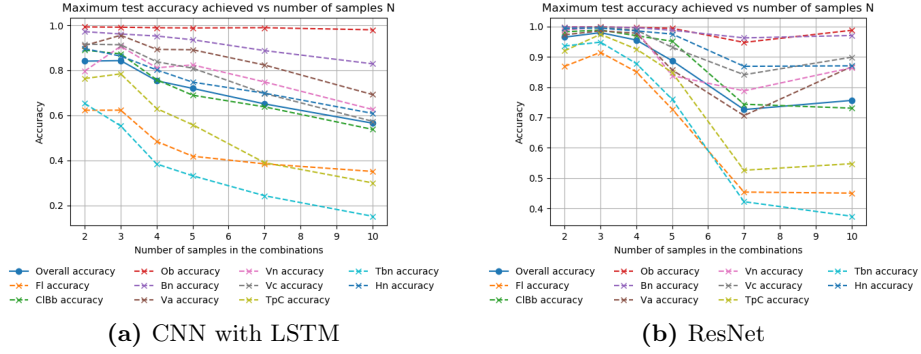 Maximum test accuracy achieved vs number of samples N
1.0
0.8
0.6
0.4
0.2
Accuracy
2 3 4 5 6 7 8 9 10
Number of samples in the combinations
Overall accuracy Ob accuracy Vn accuracy Tbn accuracy
Fl accuracy Bn accuracy Vc accuracy Hn accuracy
ClBb accuracy Va accuracy TpC accuracy
(a) CNN with LSTM
Maximum test accuracy achieved vs number of samples N
1.0
0.9
0.8
0.7
0.6
0.5
0.4
Accuracy
2 3 4 5 6 7 8 9 10
Number of samples in the combinations
Overall accuracy Ob accuracy Vn accuracy Tbn accuracy
Fl accuracy Bn accuracy Vc accuracy Hn accuracy
ClBb accuracy Va accuracy TpC accuracy
(b) ResNet